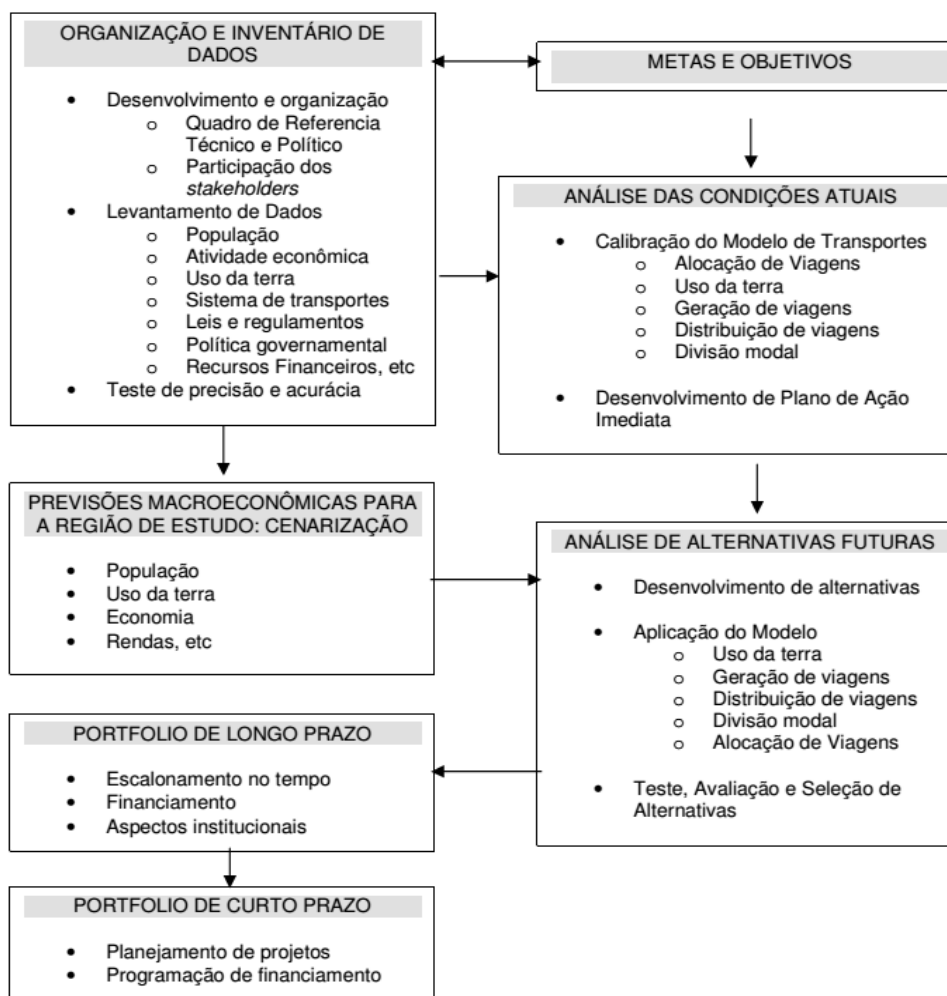 ORGANIZAÇÃO E INVENTÁRIO DE
DADOS
• Desenvolvimento e organização
o Quadro de Referencia
Técnico e Político
o Participação dos
stakeholders
• Levantamento de Dados
o População
o Atividade econômica
o Uso da terra
o Sistema de transportes
o Leis e regulamentos
o Política governamental
o Recursos Financeiros, etc
• Teste de precisão e acurácia
METAS E OBJETIVOS
ANÁLISE DAS CONDIÇÕES ATUAIS
• Calibração do Modelo de Transportes
o Alocação de Viagens
o Uso da terra
o Geração de viagens
o Distribuição de viagens
o Divisão modal
• Desenvolvimento de Plano de Ação
Imediata
PREVISÕES MACROECONÔMICAS PARA
A REGIÃO DE ESTUDO: CENARIZAÇÃO
• População
• Uso da terra
• Economia
• Rendas, etc
ANÁLISE DE ALTERNATIVAS FUTURAS
• Desenvolvimento de alternativas
• Aplicação do Modelo
o Uso da terra
o Geração de viagens
o Distribuição de viagens
o Divisão modal
o Alocação de Viagens
• Teste, Avaliação e Seleção de
Alternativas
PORTFOLIO DE LONGO PRAZO
• Escalonamento no tempo
• Financiamento
• Aspectos institucionais
PORTFOLIO DE CURTO PRAZO
• Planejamento de projetos
• Programação de financiamento